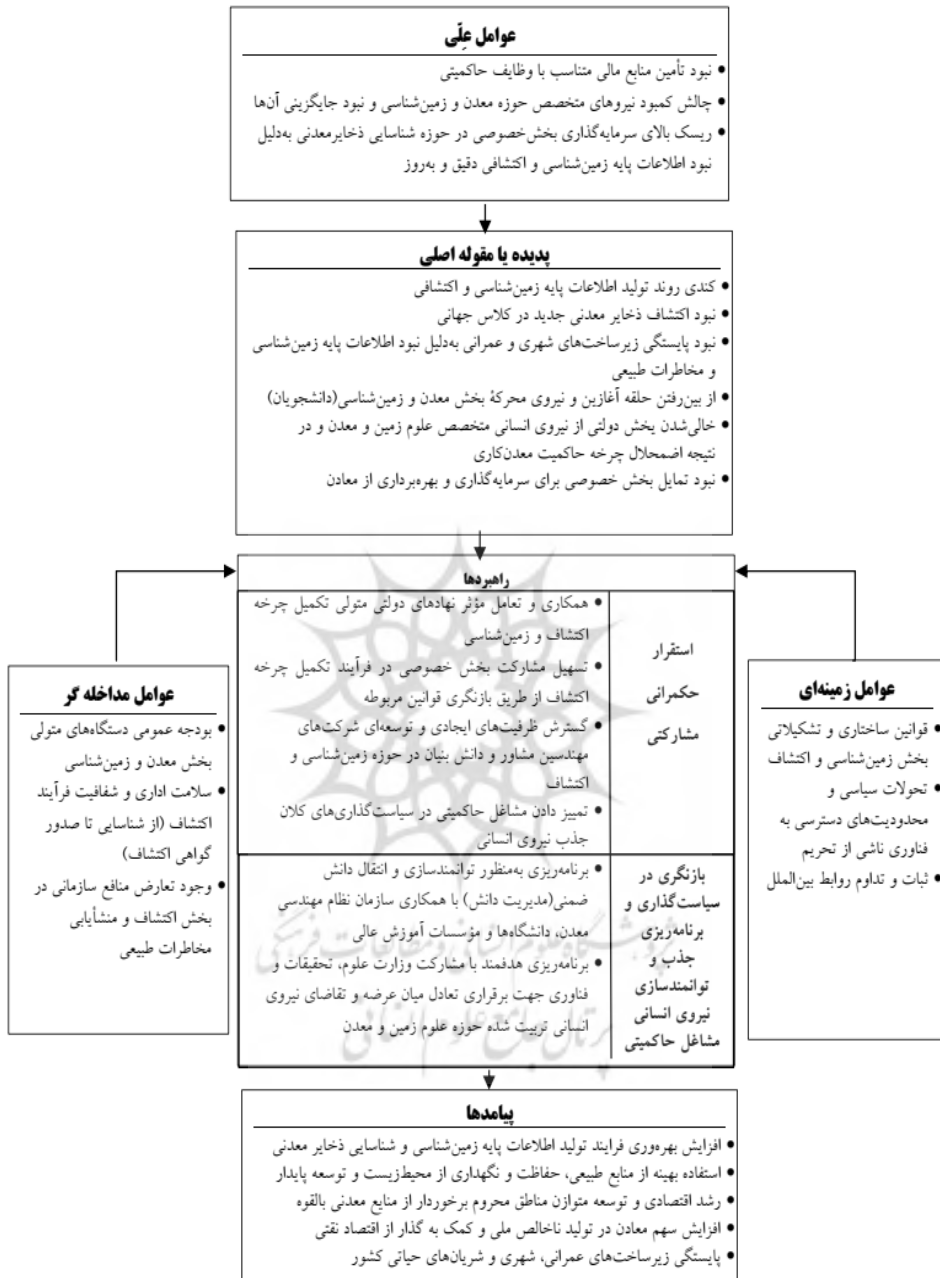 عوامل عِلّی
نبود تأمین منابع مالی متناسب با وظایف حاکمیتی
چالش کمبود نیروهای متخصص حوزه معدن و زمین‌شناسی و نبود جایگزینی آن‌ها
ریسک بالای سرمایه‌گذاری بخش‌خصوصی در حوزه شناسایی ذخایرمعدنی به‌دلیل
نبود اطلاعات پایه زمین‌شناسی و اکتشافی دقیق و به‌روز
پدیده یا مقوله اصلی
کندی روند تولید اطلاعات پایه زمین‌شناسی و اکتشافی
نبود اکتشاف ذخایر معدنی جدید در کلاس جهانی
نبود پایستگی زیرساخت‌های شهری و عمرانی به‌دلیل نبود اطلاعات پایه زمین‌شناسی
و مخاطرات طبیعی
از بین‌رفتن حلقه آغازین و نیروی محرکهٔ بخش معدن و زمین‌شناسی(دانشجویان)
خالی‌شدن بخش دولتی از نیروی انسانی متخصص علوم زمین و معدن و در
نتیجه اضمحلال چرخه حاکمیت معدن‌کاری
نبود تمایل بخش خصوصی برای سرمایه‌گذاری و بهره‌برداری از معادن
راهبردها
استقرار
حکمرانی
مشارکتی
همکاری و تعامل مؤثر نهادهای دولتی متولی تکمیل چرخه
اکتشاف و زمین‌شناسی
تسهیل مشارکت بخش خصوصی در فرآیند تکمیل چرخه
اکتشاف از طریق بازنگری قوانین مربوطه
گسترش ظرفیت‌های ایجادی و توسعه‌ای شرکت‌های
مهندسین مشاور و دانش بنیان در حوزه زمین‌شناسی و
اکتشاف
تمییز دادن مشاغل حاکمیتی در سیاست‌گذاری‌های کلان
جذب نیروی انسانی
بازنگری در
سیاست‌گذاری و
برنامه‌ریزی
جذب و
توانمندسازی
نیروی انسانی
مشاغل حاکمیتی
برنامه‌ریزی به‌منظور توانمندسازی و انتقال دانش
ضمنی(مدیریت دانش) با همکاری سازمان نظام مهندسی
معدن، دانشگاه‌ها و مؤسسات آموزش عالی
برنامه‌ریزی هدفمند با مشارکت وزارت علوم، تحقیقات و
فناوری جهت برقراری تعادل میان عرضه و تقاضای نیروی
انسانی تربیت شده حوزه علوم زمین و معدن
عوامل زمینه‌ای
قوانین ساختاری و تشکیلاتی
بخش زمین‌شناسی و اکتشاف
تحولات سیاسی و
محدودیت‌های دسترسی به
فناوری ناشی از تحریم
ثبات و تداوم روابط بین‌الملل
عوامل مداخله گر
بودجه عمومی دستگاه‌های متولی
بخش معدن و زمین‌شناسی
سلامت اداری و شفافیت فرآیند
اکتشاف (از شناسایی تا صدور
گواهی اکتشاف)
وجود تعارض منافع سازمانی در
بخش اکتشاف و منشأیابی
مخاطرات طبیعی
پژوهشگاه علوم انسانی و مطالعات فرهنگی
پرتال جامع علوم انسانی
پیامدها
افزایش بهره‌وری فرایند تولید اطلاعات پایه زمین‌شناسی و شناسایی ذخایر معدنی
استفاده بهینه از منابع طبیعی، حفاظت و نگهداری از محیط‌زیست و توسعه پایدار
رشد اقتصادی و توسعه متوازن مناطق محروم برخوردار از منابع معدنی بالقوه
افزایش سهم معادن در تولید ناخالص ملی و کمک به گذار از اقتصاد نفتی
پایستگی زیرساخت‌های عمرانی، شهری و شریان‌های حیاتی کشور